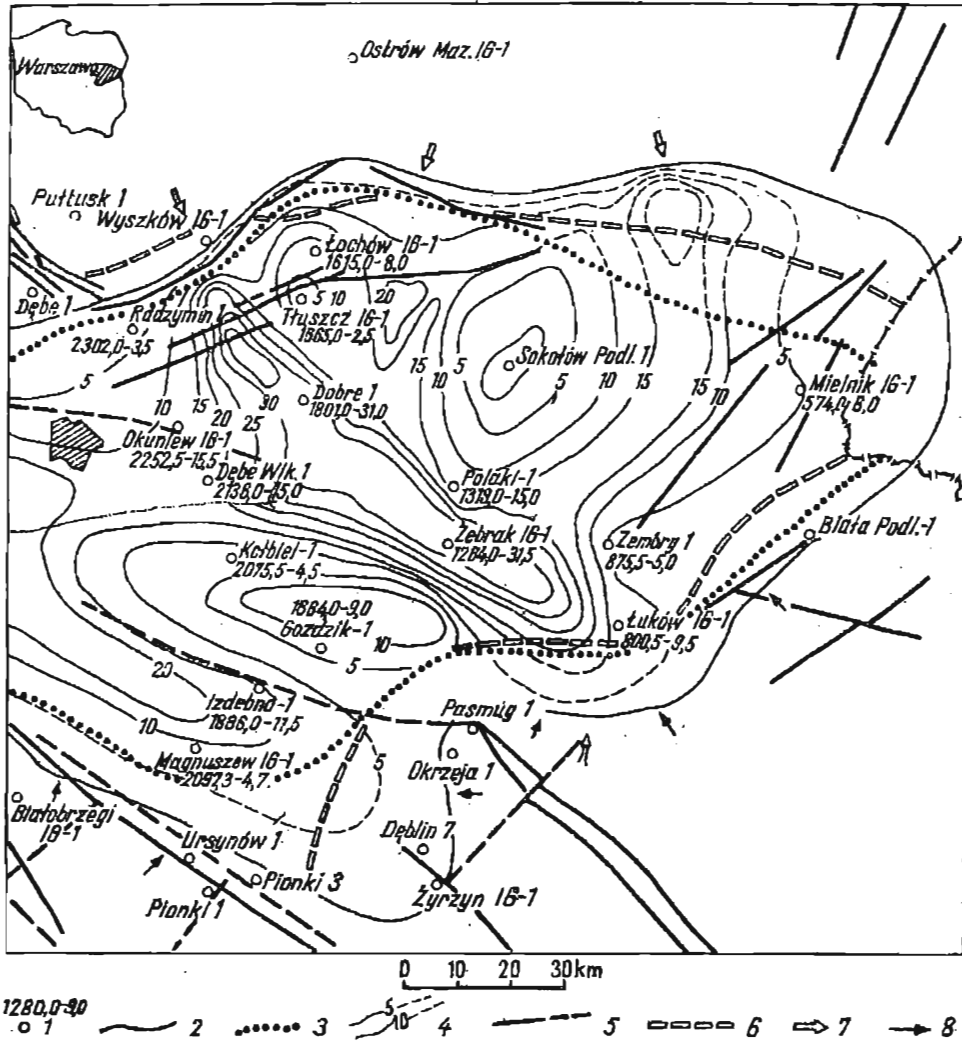 Warszawa
Ostrów Maz. IG-1
Pułtusk 1
Wyszków IG-1
Łochów IG-1
1615,0-8,0
Dębe 1
Radzymin 1
2302,0-3,5
5 10
20
Tłuszcz IG-1
1665,0-2,5
5
10
15
20
25
30
15
10
5
Sokołów Podl. 1
5
10
15
15
10
5
Mielnik IG-1
574,0-8,0
Dobre 1
1801,0-31,0
Okuniew IG-1
2252,5-15,5
Dębe Wlk. 1
2138,0-15,0
Polaki-1
1319,0-15,0
Żebrak IG-1
1284,0-31,5
Zembry 1
875,5-5,0
Biała Podl.-1
Kołbiel-1
2075,5-4,5
1884,0-9,0
Goździk-1
10
5
Łuków IG-1
800,5-9,5
20
10
Izdebna-1
1886,0-11,5
Pasmug 1
Magnuszew IG-1
2097,3-4,7
5
Okrzeja 1
Białobrzegi
IG-1
Ursynów 1
Dęblin 7
Pionki 3
Pionki 1
Żyrzyn IG-1
0 10 20 30 km
1280,0-9,0
1 2 3 5 10 4 5 6 7 8